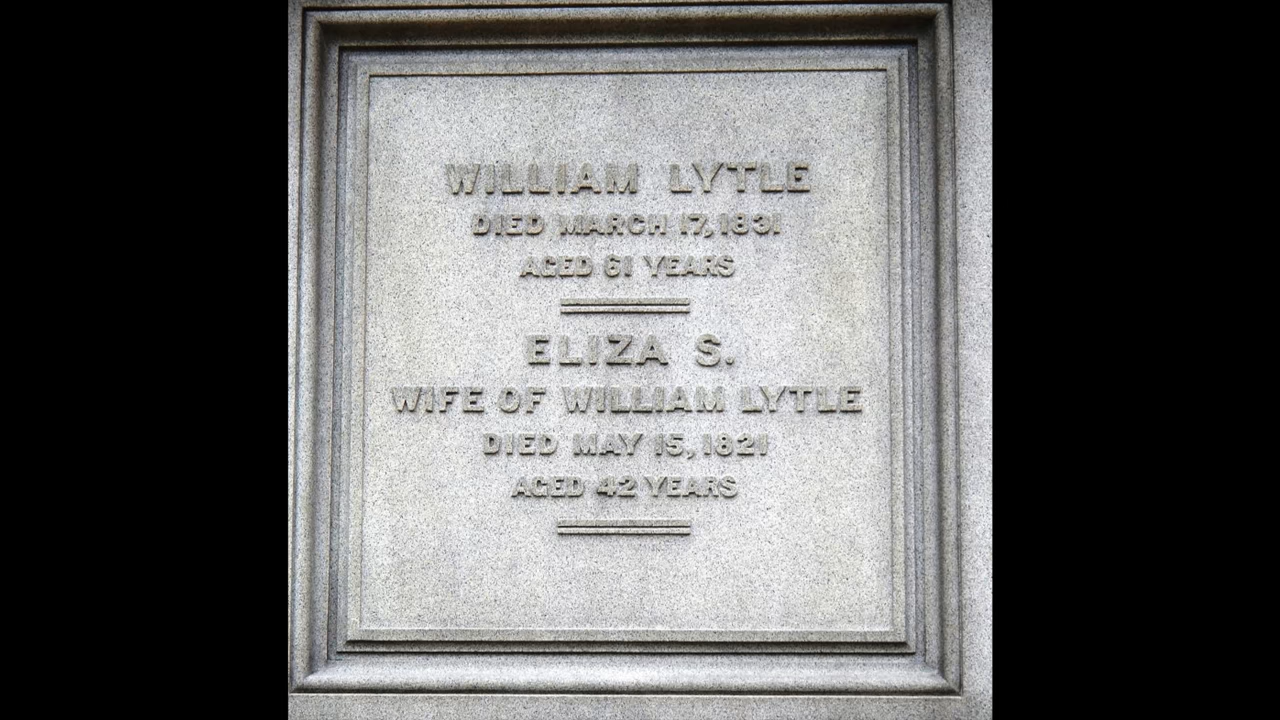 WILLIAM LYTLE
DIED MARCH 17, 1831
AGED 61 YEARS
ELIZA S.
WIFE OF WILLIAM LYTLE
DIED MAY 15, 1821
AGED 42 YEARS